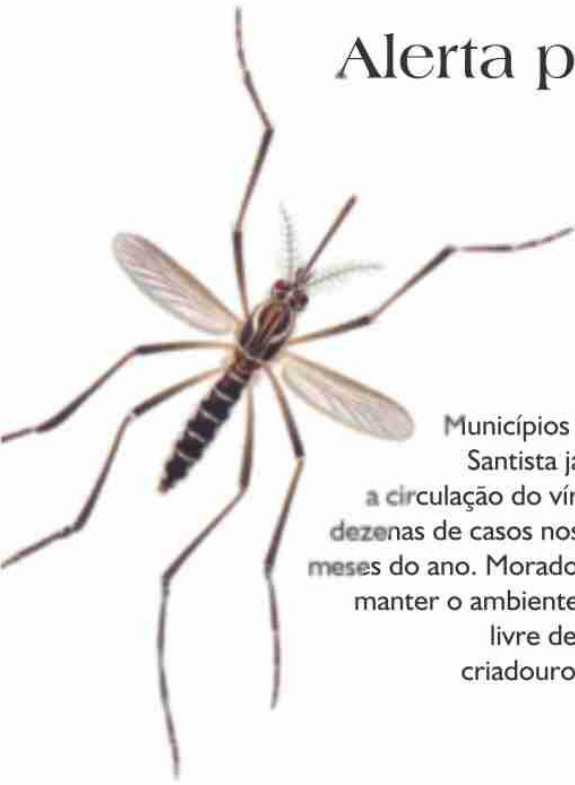 Alerta p
Municípios
Santista já
a circulação do vír
dezenas de casos nos
meses do ano. Morado
manter o ambiente
livre de
criadouro